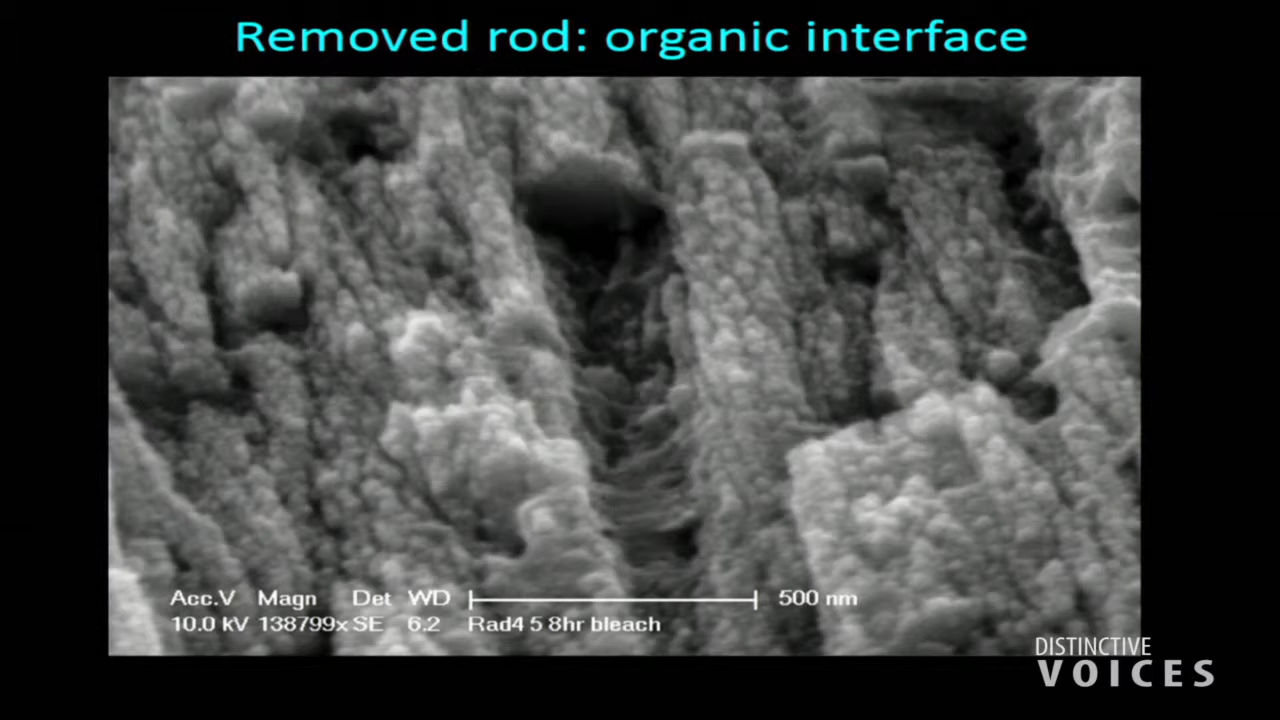 Removed rod: organic interface
Acc.V Magn Det WD 500 nm
10.0 kV 138799x SE 6.2 Rad4 5 8hr bleach
DISTINCTIVE
VOICES